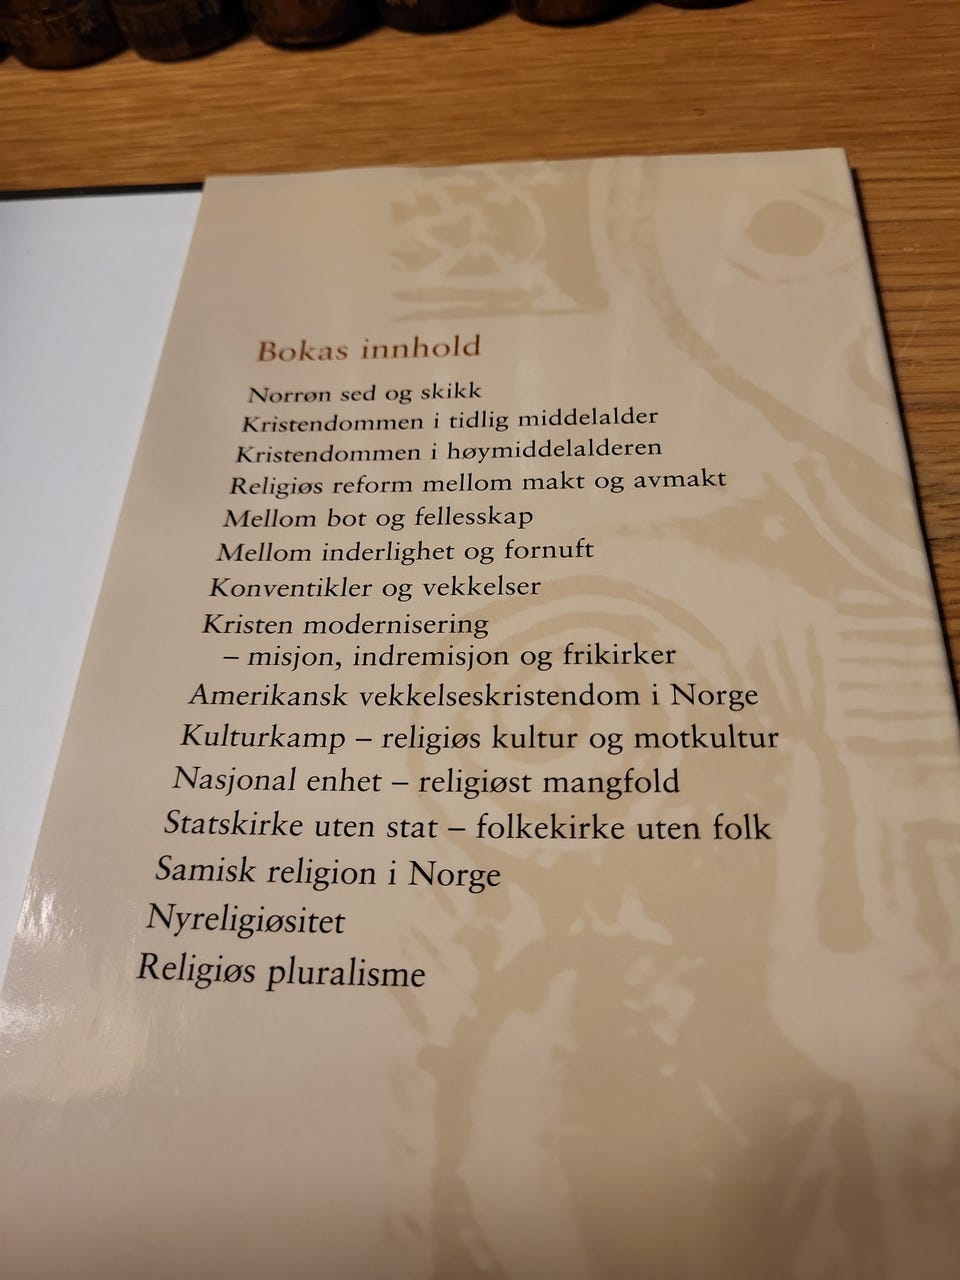 Bokas innhold
Norrøn sed og skikk
Kristendommen i tidlig middelalder
Kristendommen i høymiddelalderen
Religiøs reform mellom makt og avmakt
Mellom bot og fellesskap
Mellom inderlighet og fornuft
Konventikler og vekkelser
Kristen modernisering
– misjon, indremisjon og frikirker
Amerikansk vekkelseskristendom i Norge
Kulturkamp – religiøs kultur og motkultur
Nasjonal enhet – religiøst mangfold
Statskirke uten stat – folkekirke uten folk
Samisk religion i Norge
Nyreligiøsitet
Religiøs pluralisme